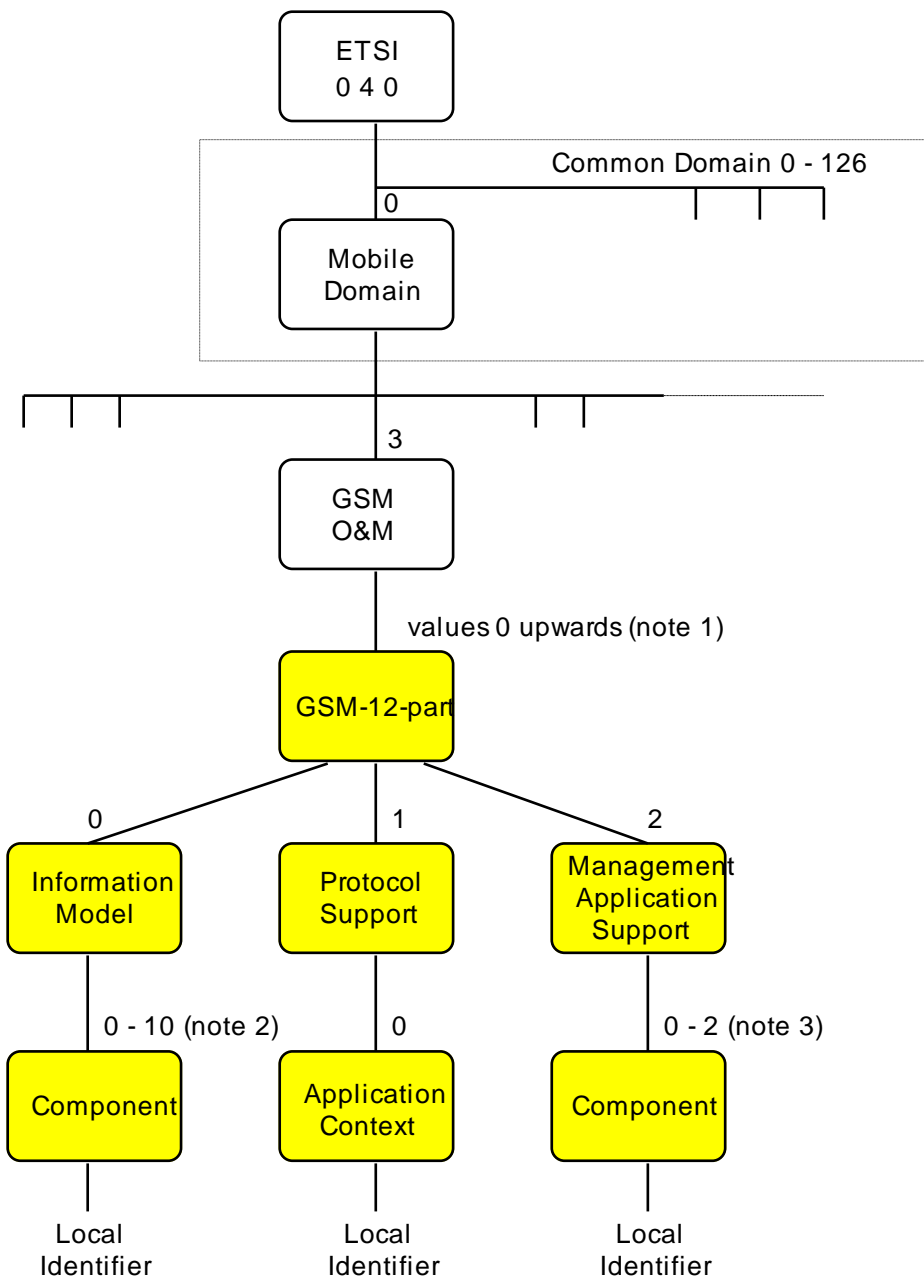 ETSI
0 4 0
Common Domain 0 - 126
0
Mobile
Domain
3
GSM
O&M
values 0 upwards (note 1)
GSM-12-part
0
1
2
Information
Model
Protocol
Support
Management
Application
Support
0 - 10 (note 2)
0
0 - 2 (note 3)
Component
Application
Context
Component
Local
Identifier
Local
Identifier
Local
Identifier